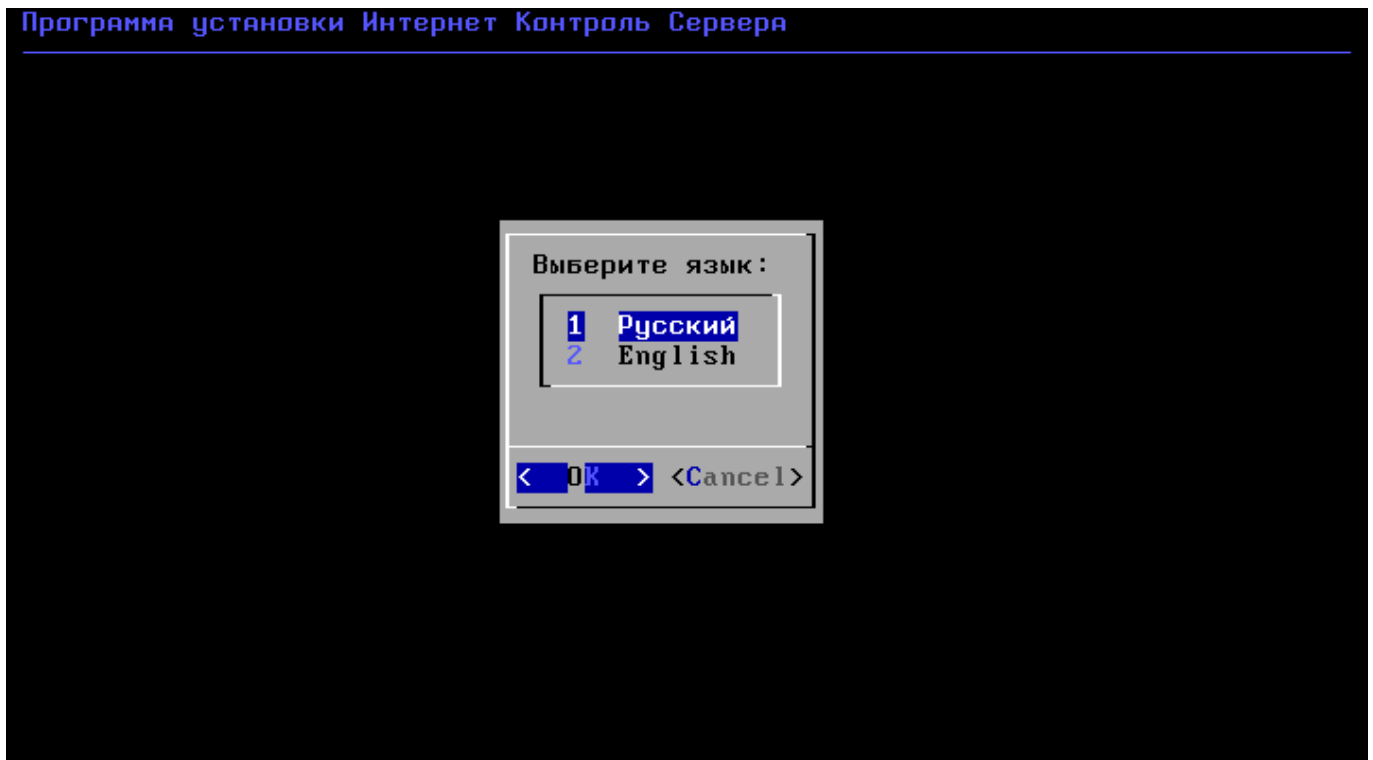 Программа установки Интернет Контроль Сервера
Выберите язык:
1 Русский
2 English
< OK > <Cancel>